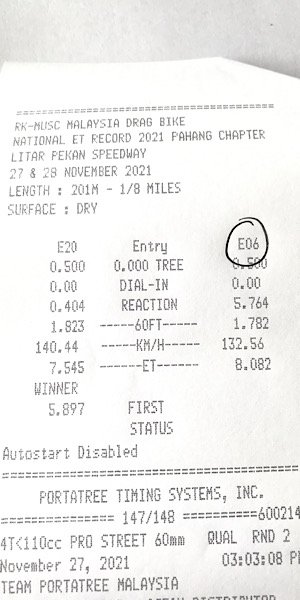 ==========================================
RK-MUSC MALAYSIA DRAG BIKE
NATIONAL ET RECORD 2021 PAHANG CHAPTER
LITAR PEKAN SPEEDWAY
27 & 28 NOVEMBER 2021
LENGTH : 201M - 1/8 MILES
SURFACE : DRY
E20 Entry E06
0.500 0.000 TREE 0.500
0.00 DIAL-IN 0.00
0.404 REACTION 5.764
1.823 ------60FT------ 1.782
140.44 ------KM/H------ 132.56
7.545 -------ET------- 8.082
WINNER
5.897 FIRST
STATUS
Autostart Disabled
==========================================
PORTATREE TIMING SYSTEMS, INC.
============== 147/148 ==========600214
4T<110cc PRO STREET 60mm QUAL RND 2
November 27, 2021 03:03:08 P
TEAM PORTATREE MALAYSIA